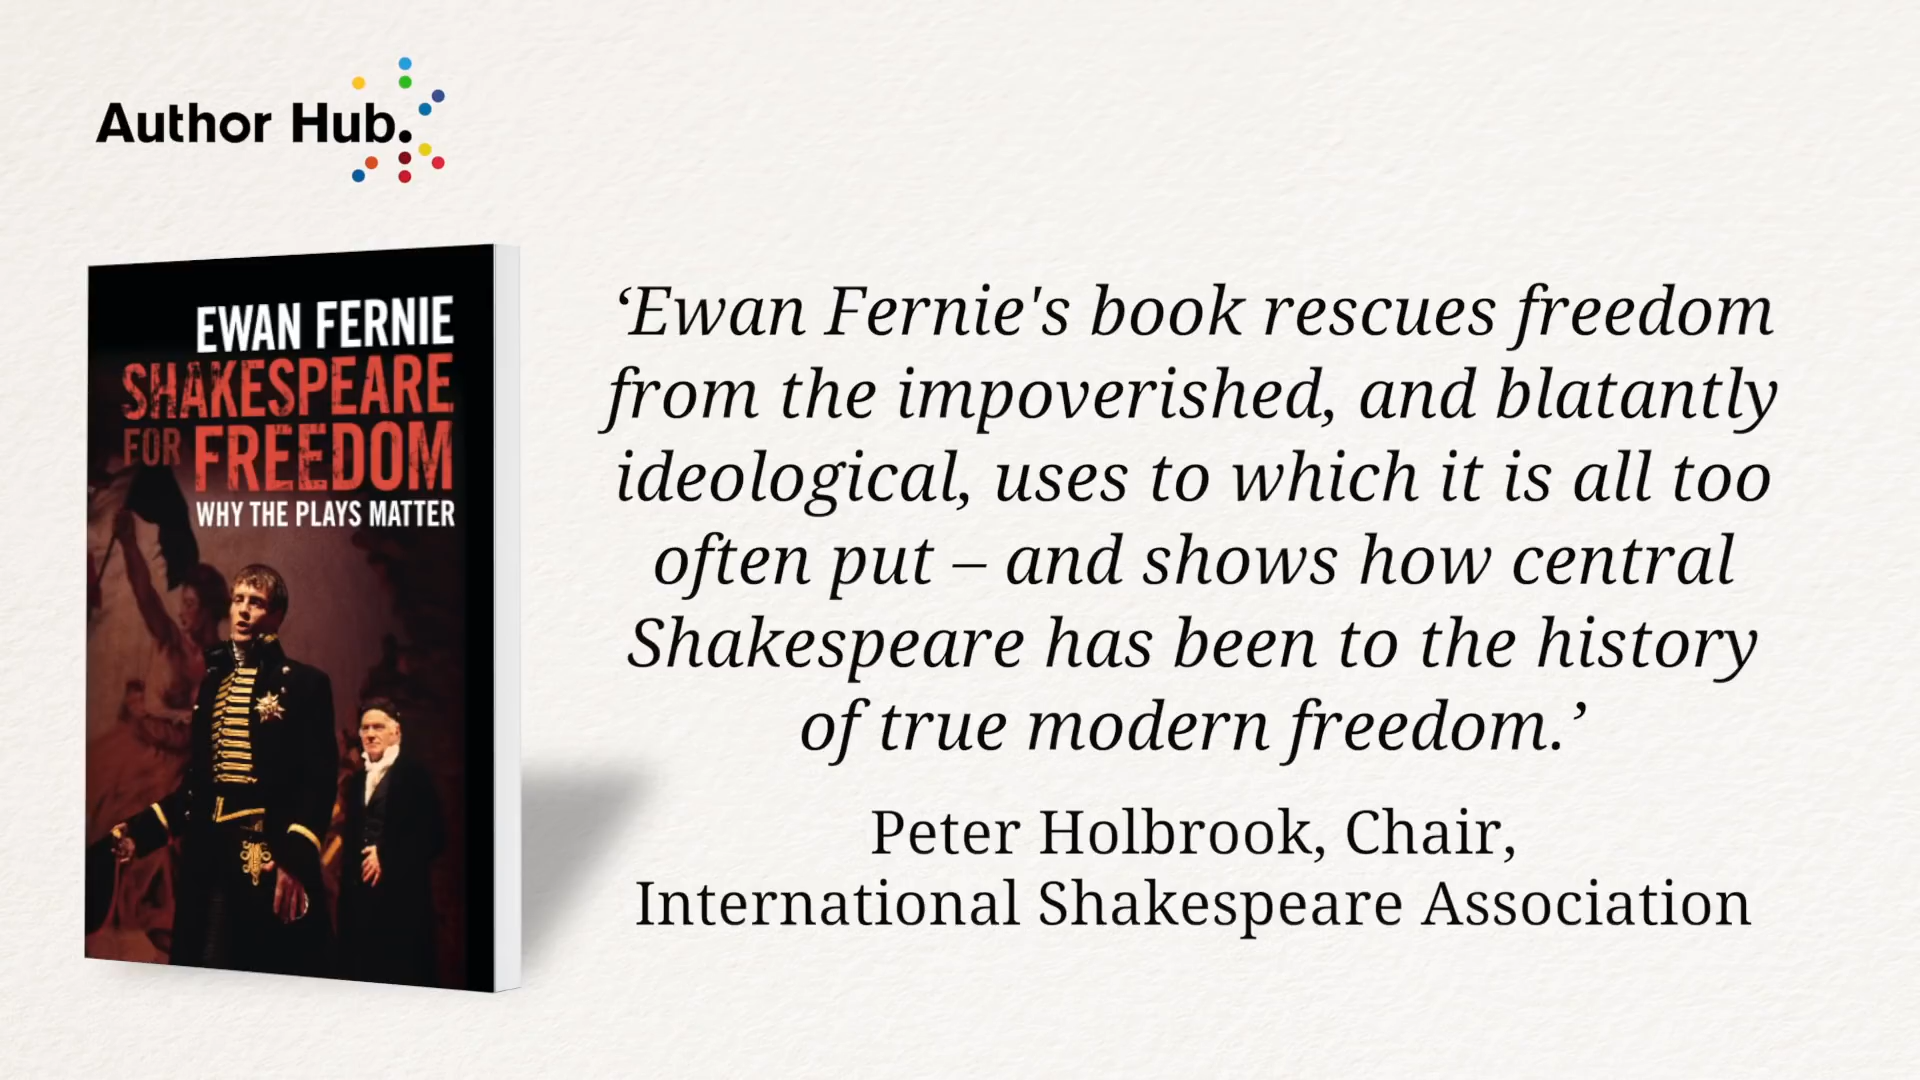 Author Hub.
EWAN FERNIE
SHAKESPEARE
FOR FREEDOM
WHY THE PLAYS MATTER
‘Ewan Fernie's book rescues freedom
from the impoverished, and blatantly
ideological, uses to which it is all too
often put – and shows how central
Shakespeare has been to the history
of true modern freedom.’
Peter Holbrook, Chair,
International Shakespeare Association